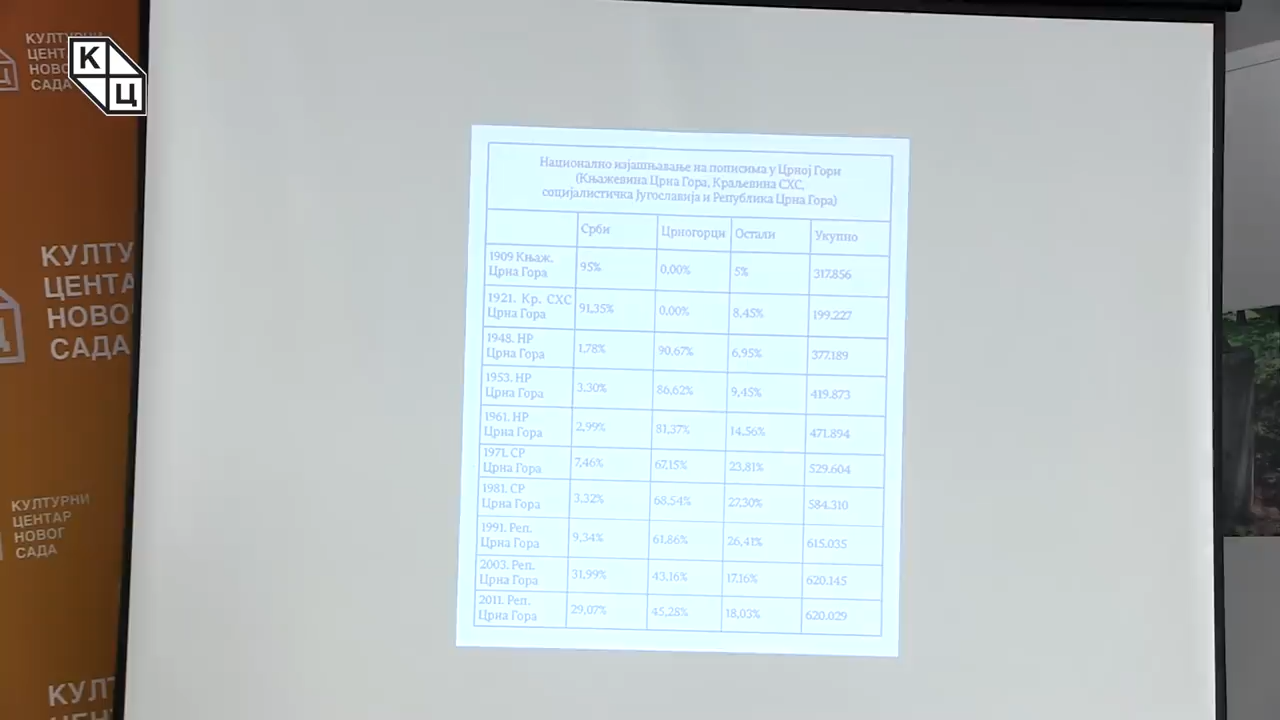 КУЛТУРНИ
ЦЕНТАР
НОВОГ
САДА
К
Ц
КУЛТУ
ЦЕНТА
НОВО
САДА
КУЛТУРНИ
ЦЕНТАР
НОВОГ
САДА
КУЛТ
Национално изјашњавање на пописима у Црној Гори
(Књажевина Црна Гора, Краљевина СХС,
социјалистичка Југославија и Република Црна Гора)
Срби Црногорци Остали Укупно
1909 Књаж.
Црна Гора 95% 0,00% 5% 317.856
1921. Кр. СХС
Црна Гора 91,35% 0,00% 8,45% 199.227
1948. НР
Црна Гора 1,78% 90,67% 6,95% 377.189
1953. НР
Црна Гора 3.30% 86,62% 9,45% 419.873
1961. НР
Црна Гора 2,99% 81,37% 14,56% 471.894
1971. СР
Црна Гора 7,46% 67,15% 23,81% 529.604
1981. СР
Црна Гора 3,32% 68,54% 27,30% 584.310
1991. Реп.
Црна Гора 9,34% 61,86% 26,41% 615.035
2003. Реп.
Црна Гора 31,99% 43,16% 17,16% 620.145
2011. Реп.
Црна Гора 29,07% 45,28% 18,03% 620.029